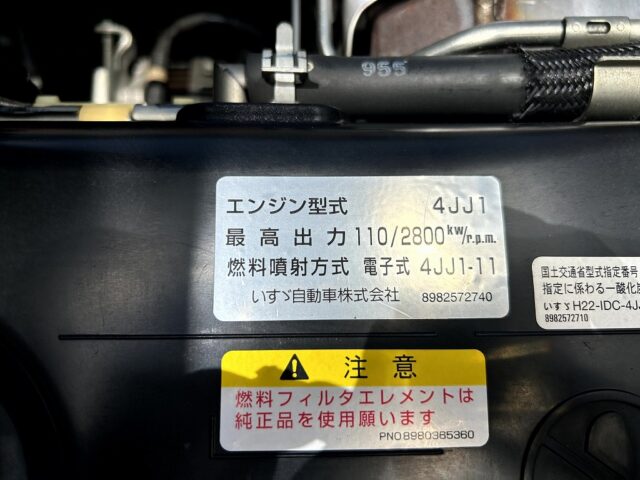 955
エンジン型式 4JJ1
最高出力 110/2800kW/r.p.m.
燃料噴射方式 電子式 4JJ1-11
いすゞ自動車株式会社 8982572740
国土交通省型式指定番号
指定に係わる一酸化炭
いすゞH22-IDC-4J
8982572710
注意
燃料フィルタエレメントは
純正品を使用願います
PNO.8980365360